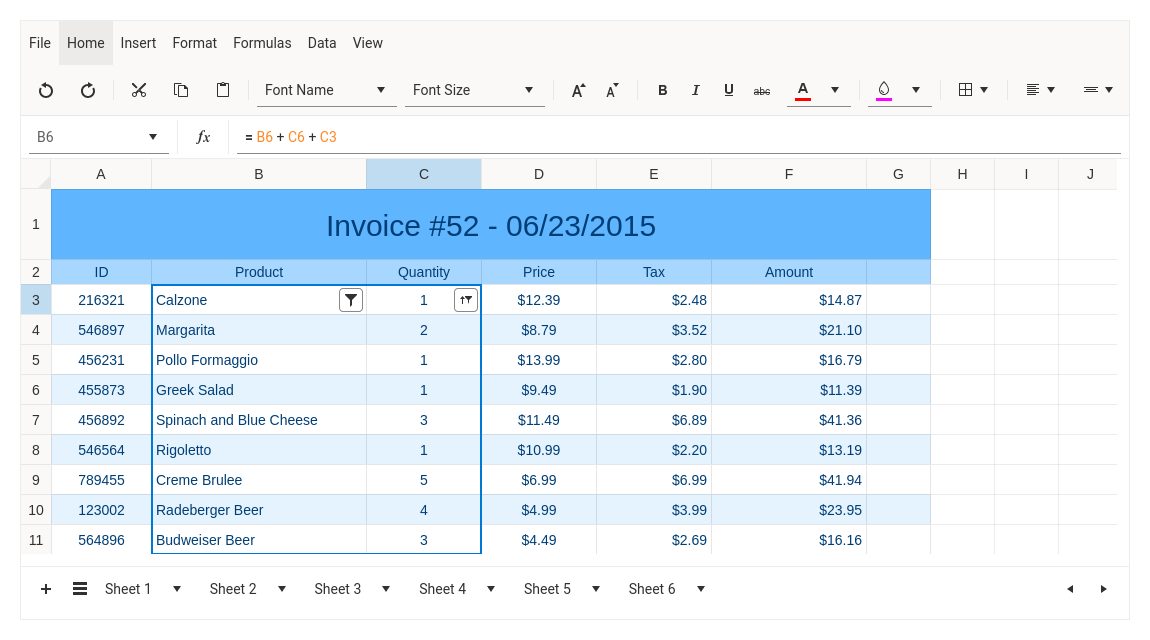 File Home Insert Format Formulas Data View
Font Name Font Size A A B I U abc A
B6 fx = B6 + C6 + C3
A B C D E F G H I J
1 Invoice #52 - 06/23/2015
2 ID Product Quantity Price Tax Amount
3 216321 Calzone 1 $12.39 $2.48 $14.87
4 546897 Margarita 2 $8.79 $3.52 $21.10
5 456231 Pollo Formaggio 1 $13.99 $2.80 $16.79
6 455873 Greek Salad 1 $9.49 $1.90 $11.39
7 456892 Spinach and Blue Cheese 3 $11.49 $6.89 $41.36
8 546564 Rigoletto 1 $10.99 $2.20 $13.19
9 789455 Creme Brulee 5 $6.99 $6.99 $41.94
10 123002 Radeberger Beer 4 $4.99 $3.99 $23.95
11 564896 Budweiser Beer 3 $4.49 $2.69 $16.16
Sheet 1 Sheet 2 Sheet 3 Sheet 4 Sheet 5 Sheet 6